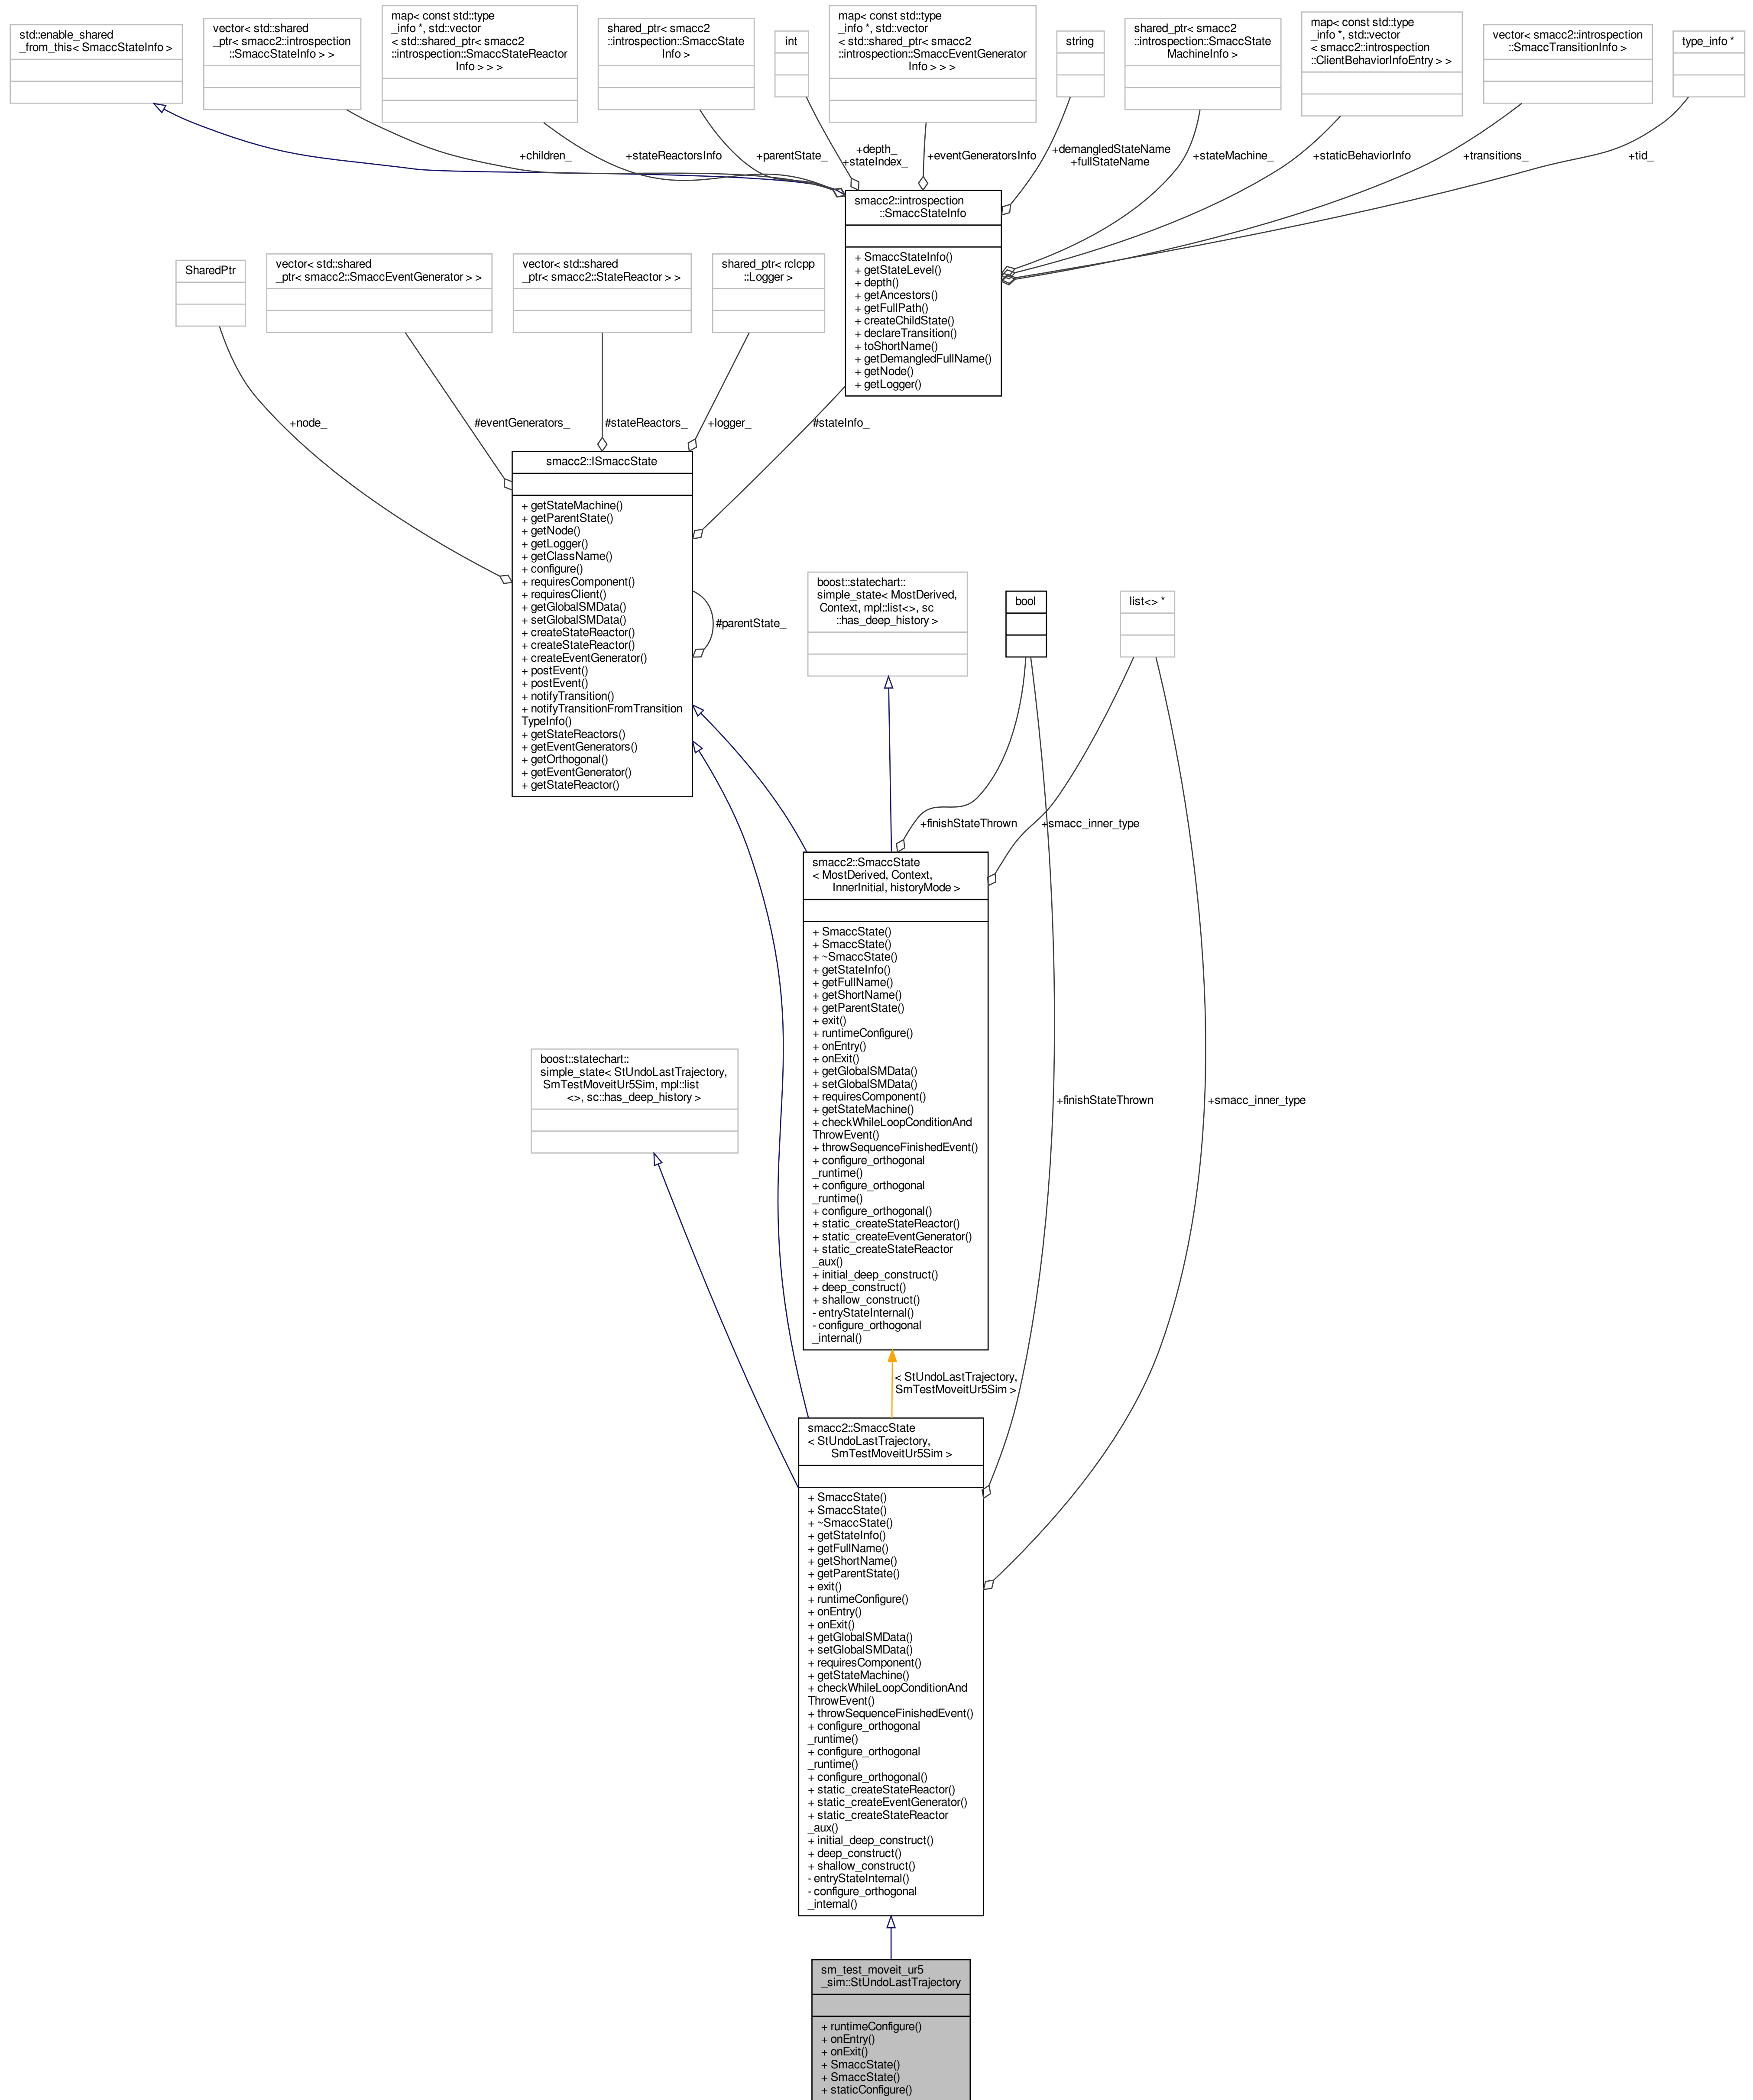 std::enable_shared
_from_this< SmaccStateInfo >
vector< std::shared
_ptr< smacc2::introspection
::SmaccStateInfo > >
map< const std::type
_info *, std::vector
< std::shared_ptr< smacc2
::introspection::SmaccStateReactor
Info > > >
shared_ptr< smacc2
::introspection::SmaccState
Info >
int
map< const std::type
_info *, std::vector
< std::shared_ptr< smacc2
::introspection::SmaccEventGenerator
Info > > >
string
shared_ptr< smacc2
::introspection::SmaccState
MachineInfo >
map< const std::type
_info *, std::vector
< smacc2::introspection
::ClientBehaviorInfoEntry > >
vector< smacc2::introspection
::SmaccTransitionInfo >
type_info *
+children_
+stateReactorsInfo
+parentState_
+depth_
+stateIndex_
+eventGeneratorsInfo
+demangledStateName
+fullStateName
+stateMachine_
+staticBehaviorInfo
+transitions_
+tid_
smacc2::introspection
::SmaccStateInfo
+ SmaccStateInfo()
+ getStateLevel()
+ depth()
+ getAncestors()
+ getFullPath()
+ createChildState()
+ declareTransition()
+ toShortName()
+ getDemangledFullName()
+ getNode()
+ getLogger()
SharedPtr
vector< std::shared
_ptr< smacc2::SmaccEventGenerator > >
vector< std::shared
_ptr< smacc2::StateReactor > >
shared_ptr< rclcpp
::Logger >
+node_
#eventGenerators_
#stateReactors_
+logger_
#stateInfo_
smacc2::ISmaccState
+ getStateMachine()
+ getParentState()
+ getNode()
+ getLogger()
+ getClassName()
+ configure()
+ requiresComponent()
+ requiresClient()
+ getGlobalSMData()
+ setGlobalSMData()
+ createStateReactor()
+ createStateReactor()
+ createEventGenerator()
+ postEvent()
+ postEvent()
+ notifyTransition()
+ notifyTransitionFromTransition
TypeInfo()
+ getStateReactors()
+ getEventGenerators()
+ getOrthogonal()
+ getEventGenerator()
+ getStateReactor()
#parentState_
boost::statechart::
simple_state< MostDerived,
Context, mpl::list<>, sc
::has_deep_history >
bool
list<> *
+finishStateThrown
+smacc_inner_type
smacc2::SmaccState
< MostDerived, Context,
InnerInitial, historyMode >
+ SmaccState()
+ SmaccState()
+ ~SmaccState()
+ getStateInfo()
+ getFullName()
+ getShortName()
+ getParentState()
+ exit()
+ runtimeConfigure()
+ onEntry()
+ onExit()
+ getGlobalSMData()
+ setGlobalSMData()
+ requiresComponent()
+ getStateMachine()
+ checkWhileLoopConditionAnd
ThrowEvent()
+ throwSequenceFinishedEvent()
+ configure_orthogonal
_runtime()
+ configure_orthogonal
_runtime()
+ configure_orthogonal()
+ static_createStateReactor()
+ static_createEventGenerator()
+ static_createStateReactor
_aux()
+ initial_deep_construct()
+ deep_construct()
+ shallow_construct()
- entryStateInternal()
- configure_orthogonal
_internal()
boost::statechart::
simple_state< StUndoLastTrajectory,
SmTestMoveitUr5Sim, mpl::list
<>, sc::has_deep_history >
+finishStateThrown
+smacc_inner_type
< StUndoLastTrajectory,
SmTestMoveitUr5Sim >
smacc2::SmaccState
< StUndoLastTrajectory,
SmTestMoveitUr5Sim >
+ SmaccState()
+ SmaccState()
+ ~SmaccState()
+ getStateInfo()
+ getFullName()
+ getShortName()
+ getParentState()
+ exit()
+ runtimeConfigure()
+ onEntry()
+ onExit()
+ getGlobalSMData()
+ setGlobalSMData()
+ requiresComponent()
+ getStateMachine()
+ checkWhileLoopConditionAnd
ThrowEvent()
+ throwSequenceFinishedEvent()
+ configure_orthogonal
_runtime()
+ configure_orthogonal
_runtime()
+ configure_orthogonal()
+ static_createStateReactor()
+ static_createEventGenerator()
+ static_createStateReactor
_aux()
+ initial_deep_construct()
+ deep_construct()
+ shallow_construct()
- entryStateInternal()
- configure_orthogonal
_internal()
sm_test_moveit_ur5
_sim::StUndoLastTrajectory
+ runtimeConfigure()
+ onEntry()
+ onExit()
+ SmaccState()
+ SmaccState()
+ staticConfigure()